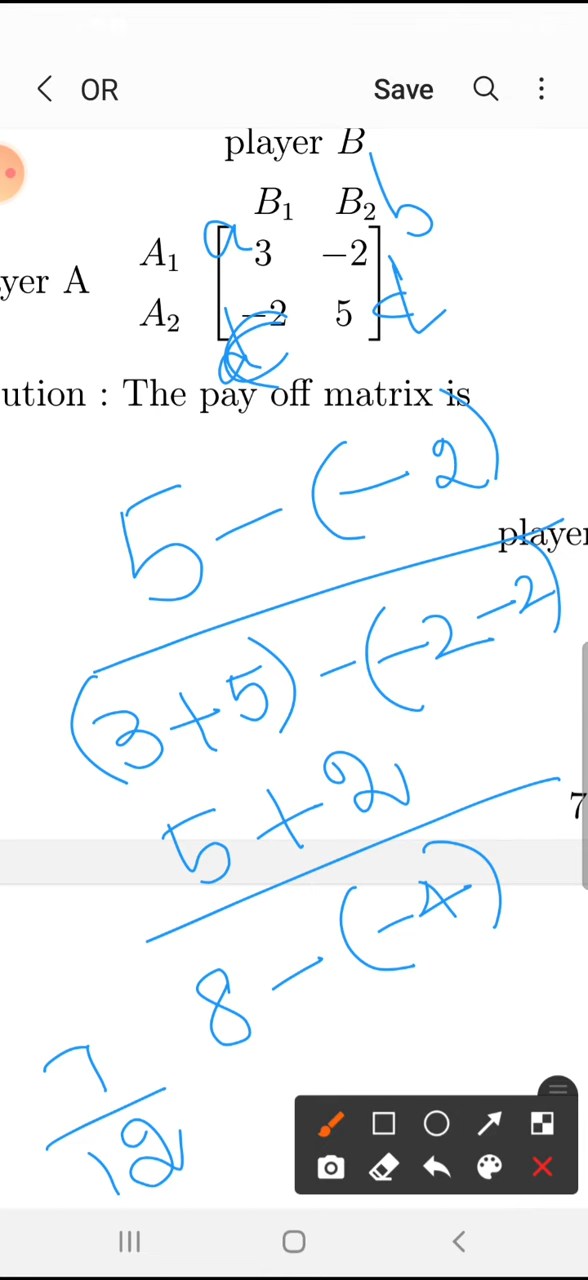 OR Save
player B
b
B₁ B₂
a
A₁ 3 −2
yer A
A₂ −2 5 d
c
ution : The pay off matrix is
5 − (−2)
player
(3+5) − (−2−2)
5 + 2
7
8 − (−4)
7
12